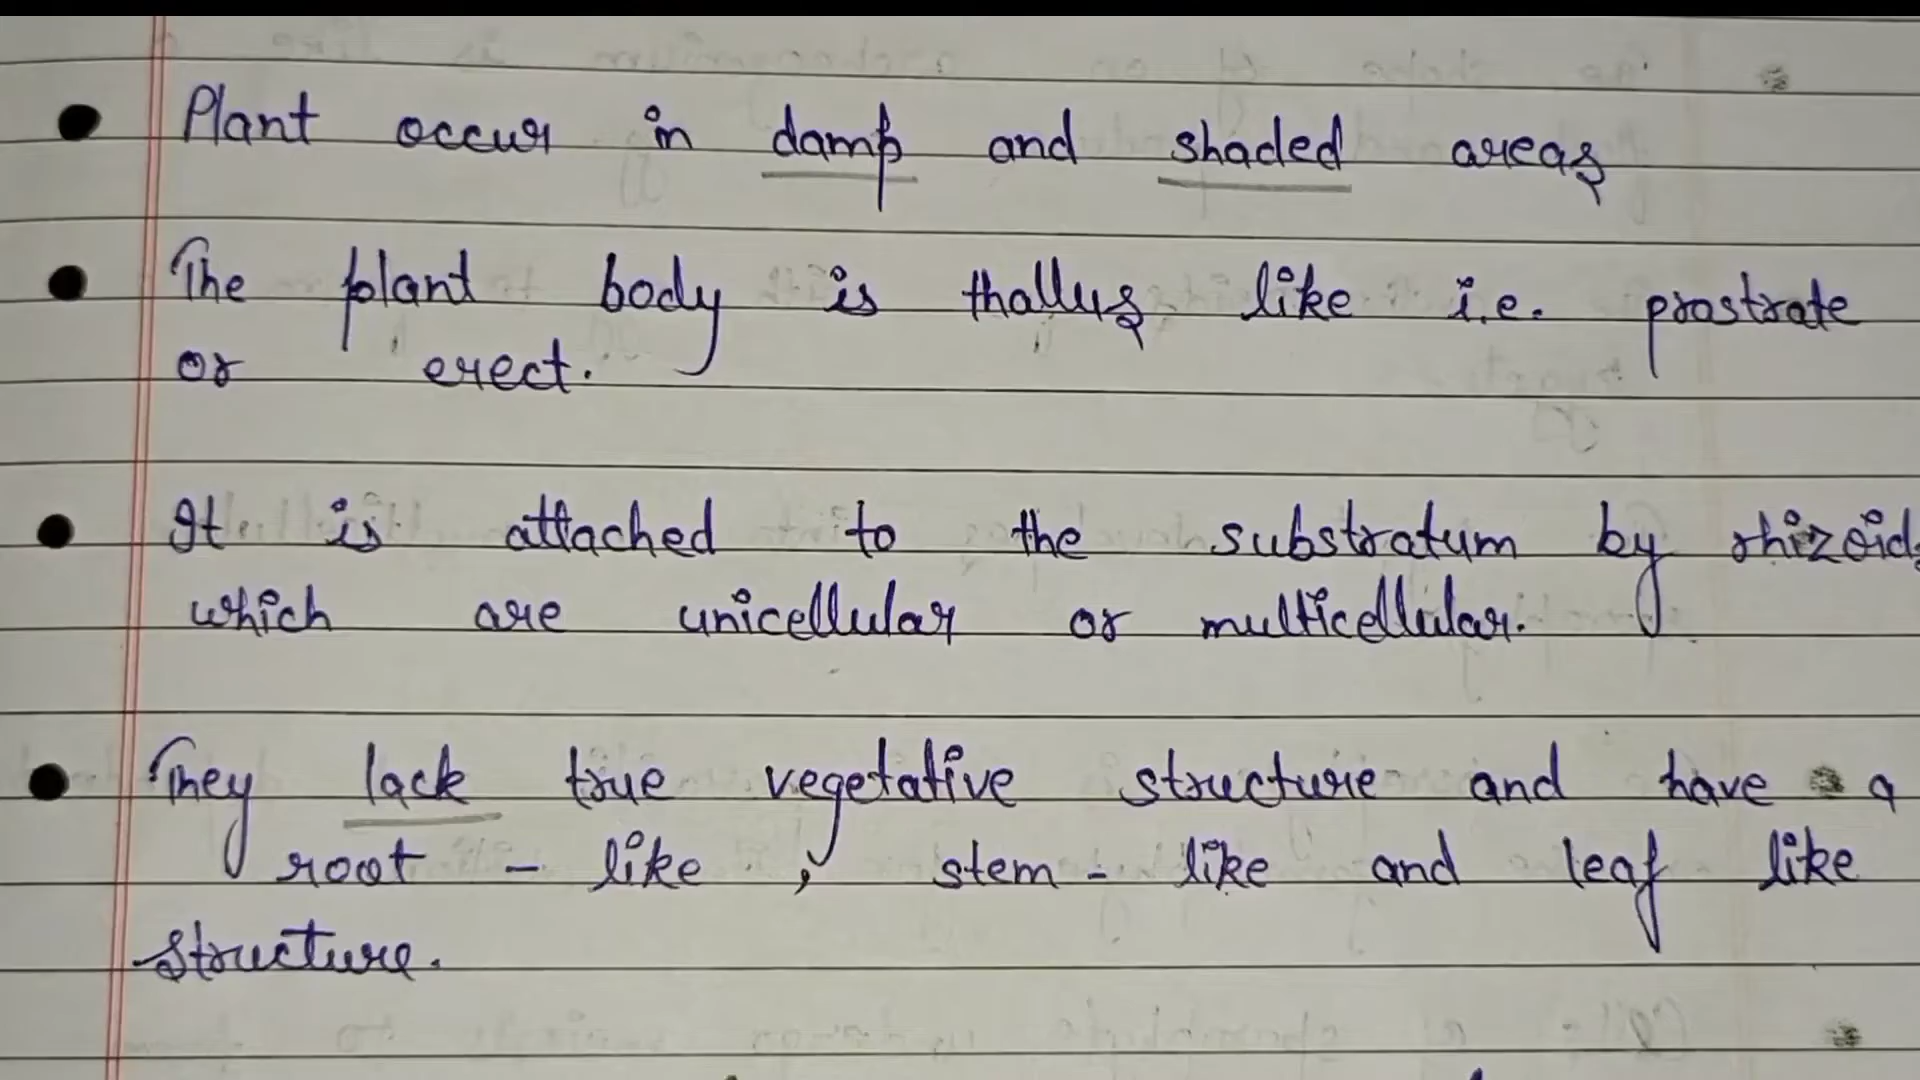 Plant occur in damp and shaded areas
The plant body is thallus like i.e. prostrate
or erect.
It is attached to the substratum by rhizoids
which are unicellular or multicellular.
They lack true vegetative structure and have a
root - like , stem - like and leaf like
structure.